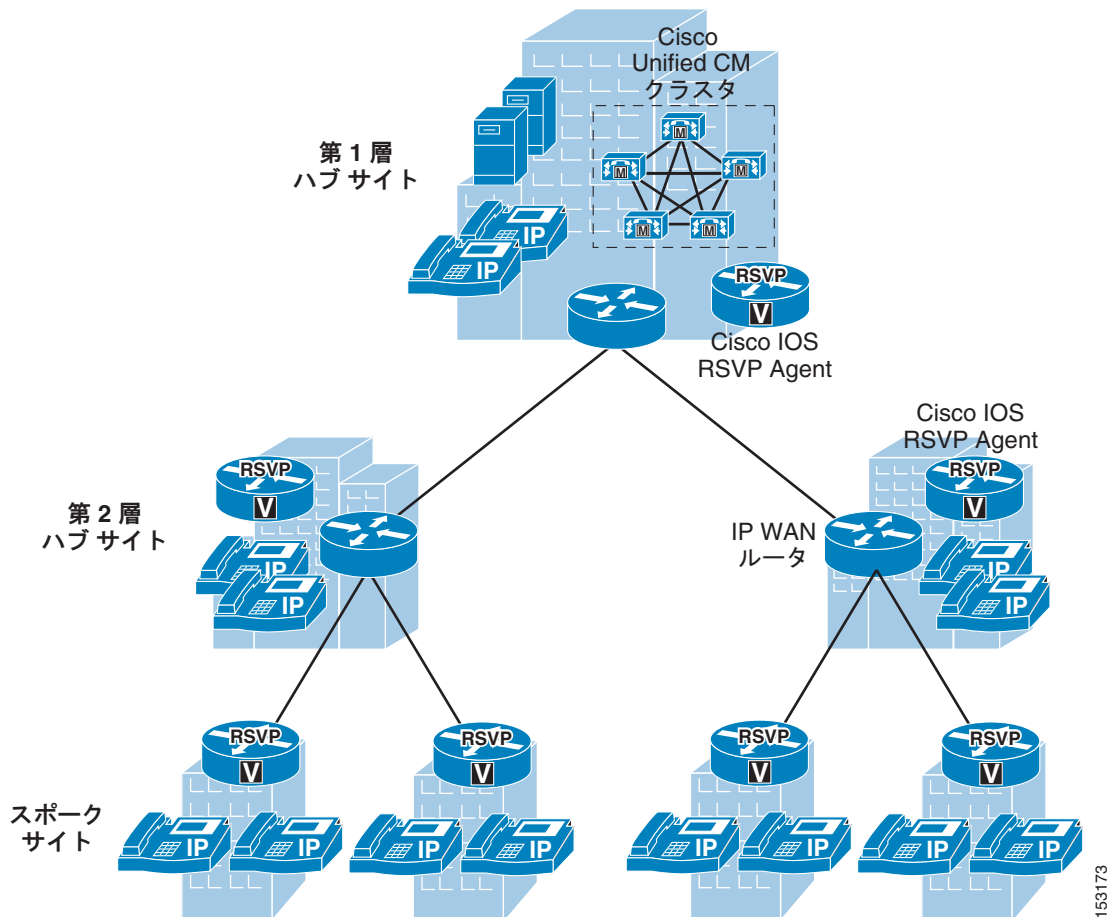 Cisco
Unified CM
クラスタ
M
M
M
M
M
第 1 層
ハブ サイト
IP
IP
RSVP
V
Cisco IOS
RSVP Agent
Cisco IOS
RSVP Agent
RSVP
V
RSVP
V
第 2 層
ハブ サイト
IP WAN
ルータ
IP
IP
IP
IP
RSVP
V
RSVP
V
RSVP
V
RSVP
V
スポーク
サイト
IP
IP
IP
IP
IP
IP
IP
IP
153173